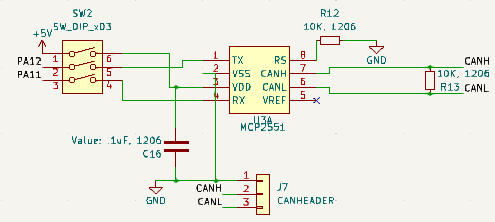 SW2
SW_DIP_x03
+5V
PA12
PA11
1
2
3
6
5
4
R12
10K, 1206
GND
1
2
3
4
TX
VSS
VDD
RX
RS
CANH
CANL
VREF
8
7
6
5
U3A
MCP2551
CANH
10K, 1206
R13
CANL
Value: .1uF, 1206
C16
GND
CANH
CANL
1
2
3
J7
CANHEADER